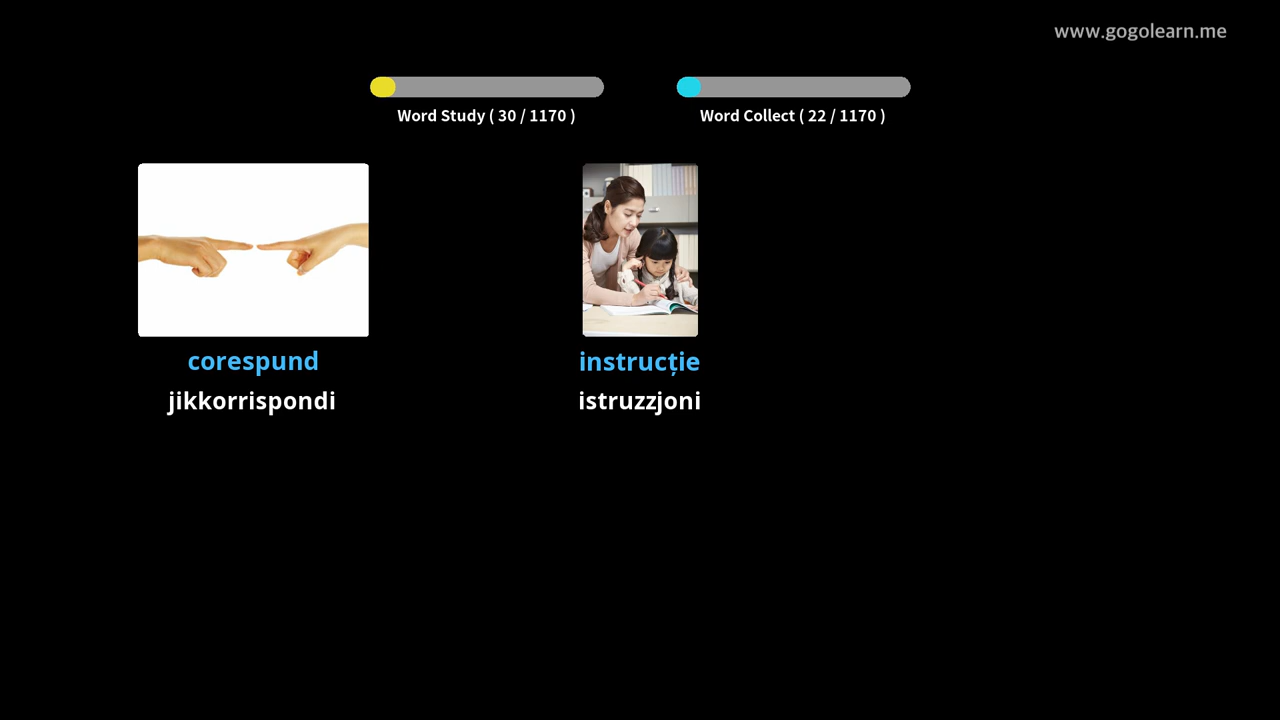 www.gogolearn.me
Word Study ( 30 / 1170 )
Word Collect ( 22 / 1170 )
corespund
instrucție
jikkorrispondi
istruzzjoni